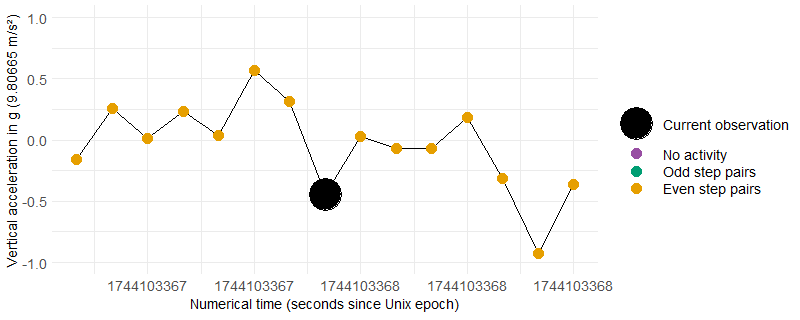 Vertical acceleration in g (9.80665 m/s²)
1.0
0.5
0.0
-0.5
-1.0
1744103367 1744103367 1744103368 1744103368 1744103368
Numerical time (seconds since Unix epoch)
Current observation
No activity
Odd step pairs
Even step pairs